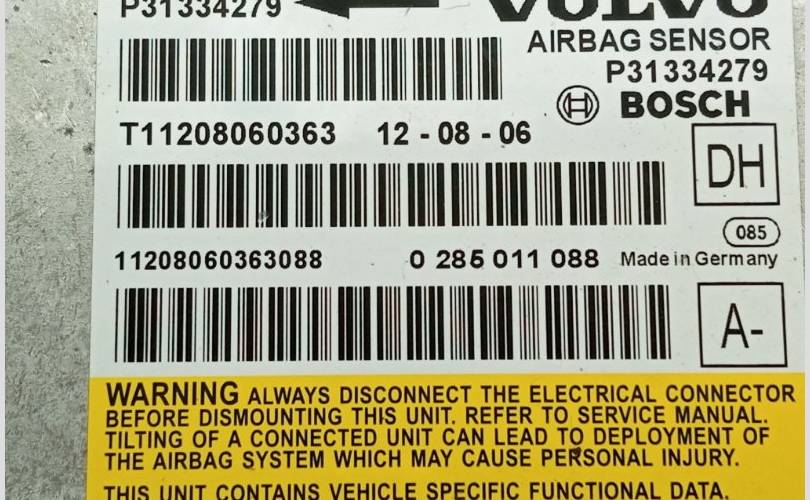 P31334279 VOLVO
AIRBAG SENSOR
P31334279
BOSCH
T11208060363 12 - 08 - 06
DH
085
11208060363088 0 285 011 088 Made in Germany
A-
WARNING ALWAYS DISCONNECT THE ELECTRICAL CONNECTOR
BEFORE DISMOUNTING THIS UNIT. REFER TO SERVICE MANUAL.
TILTING OF A CONNECTED UNIT CAN LEAD TO DEPLOYMENT OF
THE AIRBAG SYSTEM WHICH MAY CAUSE PERSONAL INJURY.
THIS UNIT CONTAINS VEHICLE SPECIFIC FUNCTIONAL DATA.